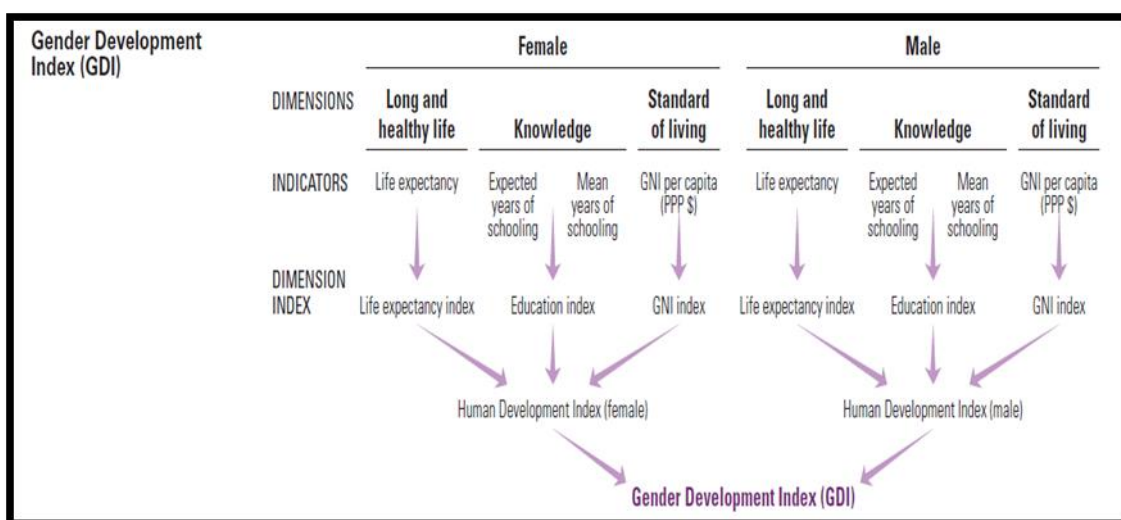 Gender Development
Index (GDI)
Female
Male
DIMENSIONS
Long and
healthy life
Knowledge
Standard
of living
Long and
healthy life
Knowledge
Standard
of living
INDICATORS
Life expectancy
Expected
years of
schooling
Mean
years of
schooling
GNI per capita
(PPP $)
Life expectancy
Expected
years of
schooling
Mean
years of
schooling
GNI per capita
(PPP $)
DIMENSION
INDEX
Life expectancy index
Education index
GNI index
Life expectancy index
Education index
GNI index
Human Development Index (female)
Human Development Index (male)
Gender Development Index (GDI)